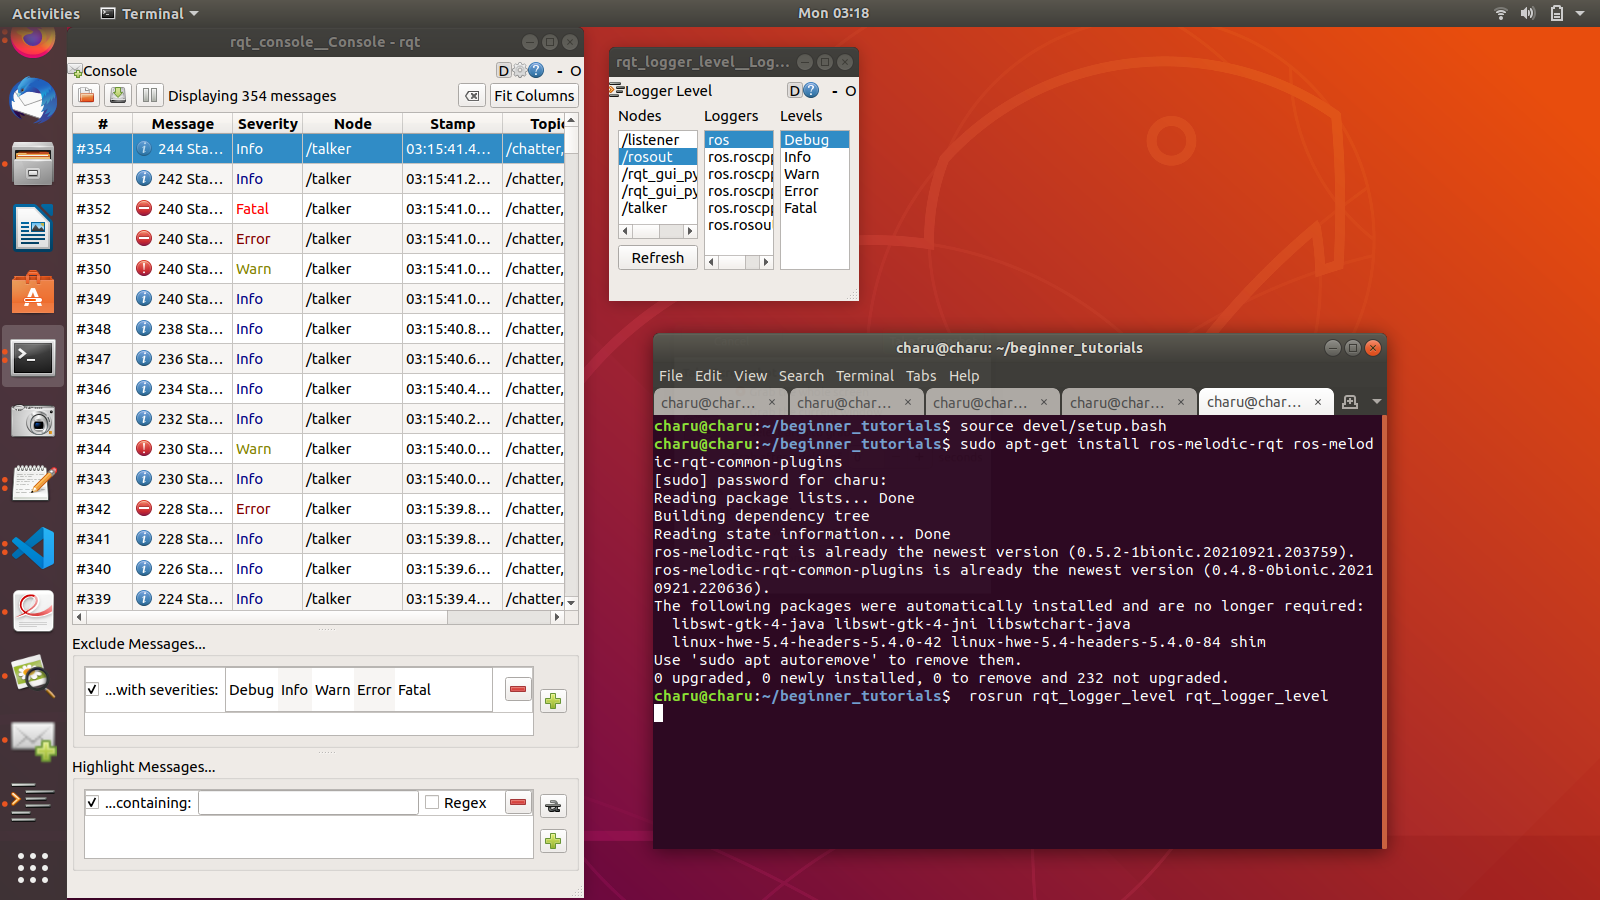 Activities
Terminal
Mon 03:18
rqt_console__Console - rqt
Console
D
- O
Displaying 354 messages
Fit Columns
# Message Severity Node Stamp Topic
#354 244 Sta... Info /talker 03:15:41.4... /chatter,
#353 242 Sta... Info /talker 03:15:41.2... /chatter,
#352 240 Sta... Fatal /talker 03:15:41.0... /chatter,
#351 240 Sta... Error /talker 03:15:41.0... /chatter,
#350 240 Sta... Warn /talker 03:15:41.0... /chatter,
#349 240 Sta... Info /talker 03:15:41.0... /chatter,
#348 238 Sta... Info /talker 03:15:40.8... /chatter,
#347 236 Sta... Info /talker 03:15:40.6... /chatter,
#346 234 Sta... Info /talker 03:15:40.4... /chatter,
#345 232 Sta... Info /talker 03:15:40.2... /chatter,
#344 230 Sta... Warn /talker 03:15:40.0... /chatter,
#343 230 Sta... Info /talker 03:15:40.0... /chatter,
#342 228 Sta... Error /talker 03:15:39.8... /chatter,
#341 228 Sta... Info /talker 03:15:39.8... /chatter,
#340 226 Sta... Info /talker 03:15:39.6... /chatter,
#339 224 Sta... Info /talker 03:15:39.4... /chatter,
Exclude Messages...
...with severities: Debug Info Warn Error Fatal
Highlight Messages...
...containing: Regex
rqt_logger_level__Log...
Logger Level
D
- O
Nodes Loggers Levels
/listener ros Debug
/rosout ros.roscpp Info
/rqt_gui_py ros.roscpp Warn
/rqt_gui_py ros.roscpp Error
/talker ros.roscpp Fatal
ros.rosou
Refresh
charu@charu: ~/beginner_tutorials
File Edit View Search Terminal Tabs Help
charu@char... × charu@char... × charu@char... × charu@char... × charu@char... ×
charu@charu:~/beginner_tutorials$ source devel/setup.bash
charu@charu:~/beginner_tutorials$ sudo apt-get install ros-melodic-rqt ros-melod
ic-rqt-common-plugins
[sudo] password for charu:
Reading package lists... Done
Building dependency tree
Reading state information... Done
ros-melodic-rqt is already the newest version (0.5.2-1bionic.20210921.203759).
ros-melodic-rqt-common-plugins is already the newest version (0.4.8-0bionic.2021
0921.220636).
The following packages were automatically installed and are no longer required:
libswt-gtk-4-java libswt-gtk-4-jni libswtchart-java
linux-hwe-5.4-headers-5.4.0-42 linux-hwe-5.4-headers-5.4.0-84 shim
Use 'sudo apt autoremove' to remove them.
0 upgraded, 0 newly installed, 0 to remove and 232 not upgraded.
charu@charu:~/beginner_tutorials$  rosrun rqt_logger_level rqt_logger_level